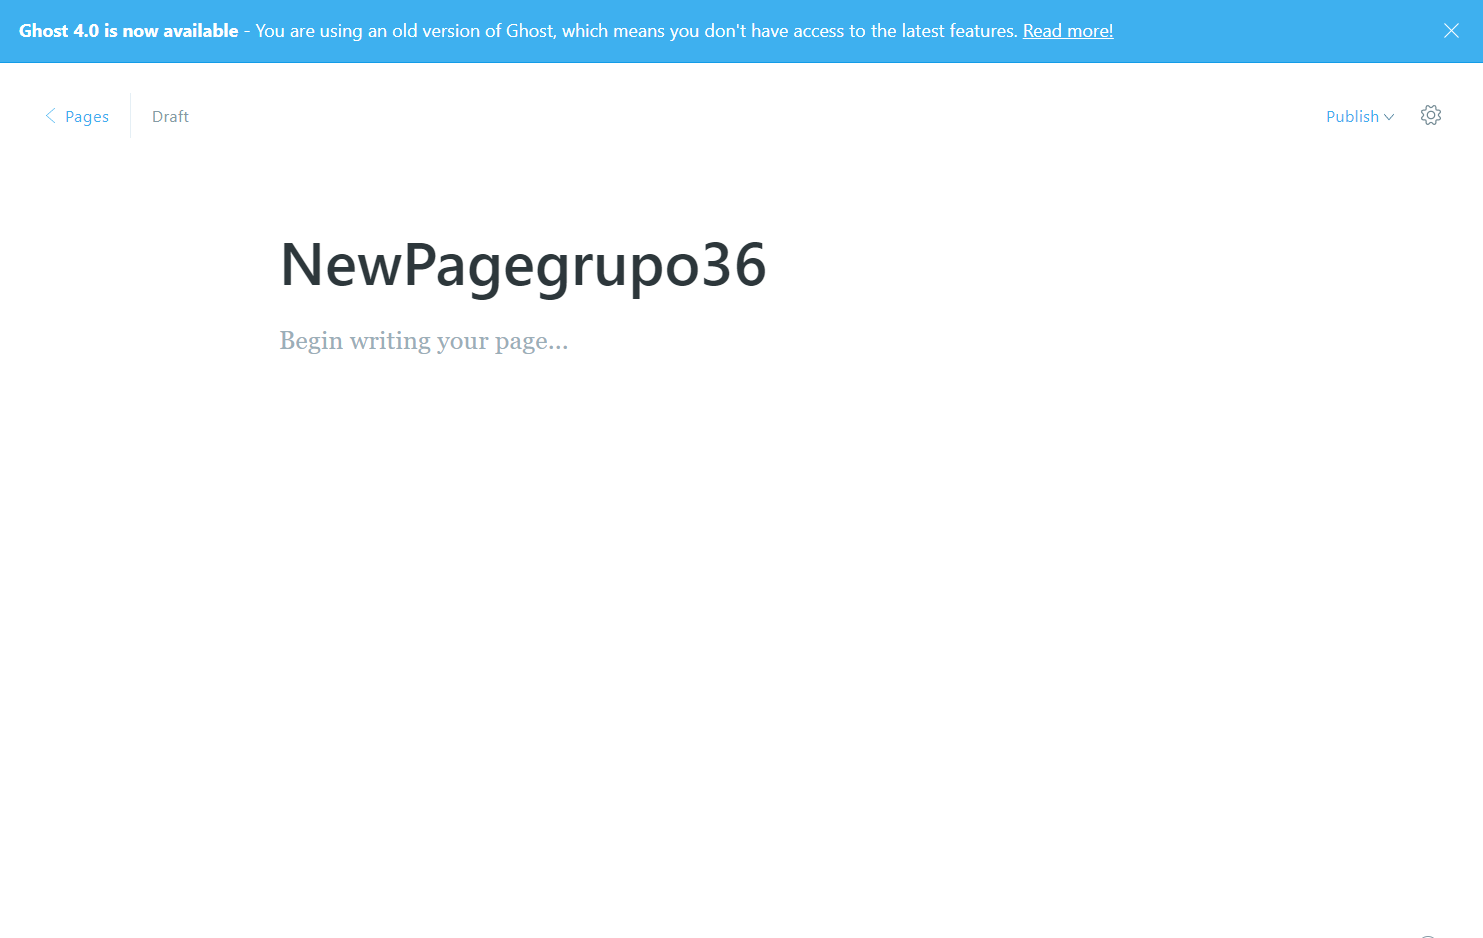 Ghost 4.0 is now available - You are using an old version of Ghost, which means you don't have access to the latest features. Read more!
Pages
Draft
Publish
NewPagegrupo36
Begin writing your page...